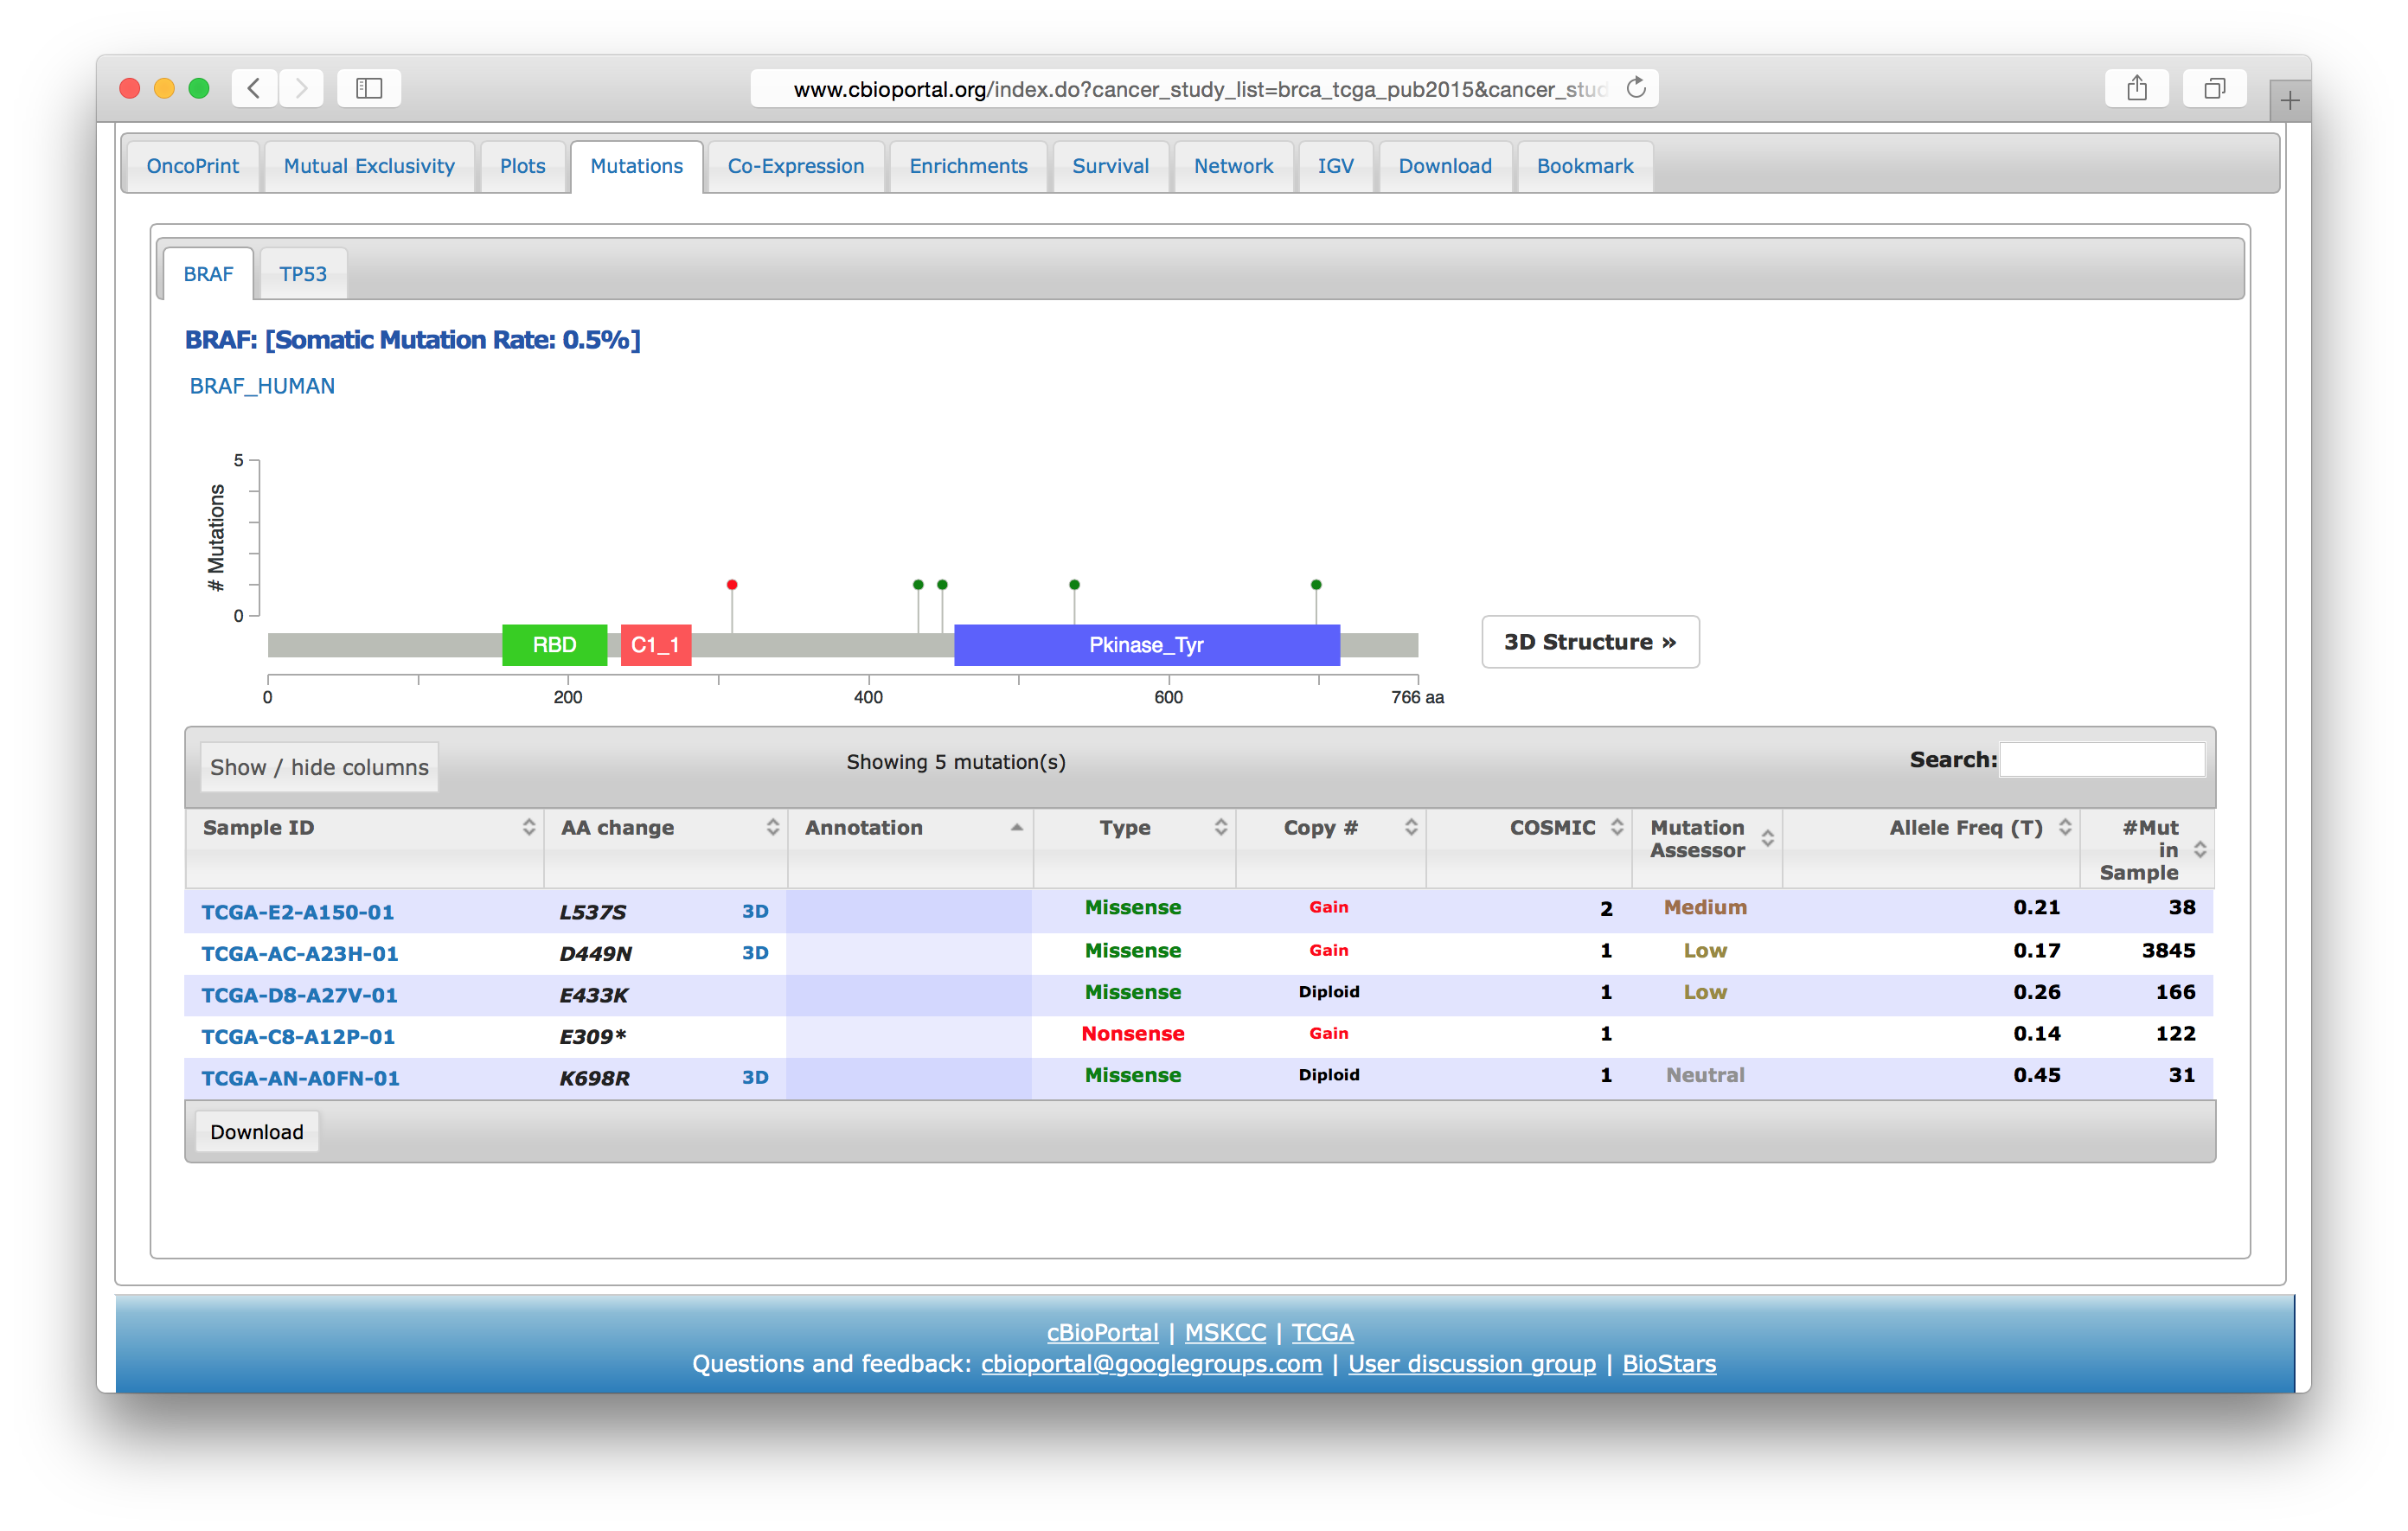 www.cbioportal.org/index.do?cancer_study_list=brca_tcga_pub2015&cancer_stud
OncoPrint Mutual Exclusivity Plots Mutations Co-Expression Enrichments Survival Network IGV Download Bookmark
BRAF TP53
BRAF: [Somatic Mutation Rate: 0.5%]
BRAF_HUMAN
# Mutations
5
0
RBD C1_1 Pkinase_Tyr
3D Structure »
0 200 400 600 766 aa
Show / hide columns Showing 5 mutation(s) Search:
Sample ID AA change Annotation Type Copy # COSMIC Mutation Assessor Allele Freq (T) #Mut in Sample
TCGA-E2-A150-01 L537S 3D Missense Gain 2 Medium 0.21 38
TCGA-AC-A23H-01 D449N 3D Missense Gain 1 Low 0.17 3845
TCGA-D8-A27V-01 E433K Missense Diploid 1 Low 0.26 166
TCGA-C8-A12P-01 E309* Nonsense Gain 1 0.14 122
TCGA-AN-A0FN-01 K698R 3D Missense Diploid 1 Neutral 0.45 31
Download
cBioPortal | MSKCC | TCGA
Questions and feedback: cbioportal@googlegroups.com | User discussion group | BioStars